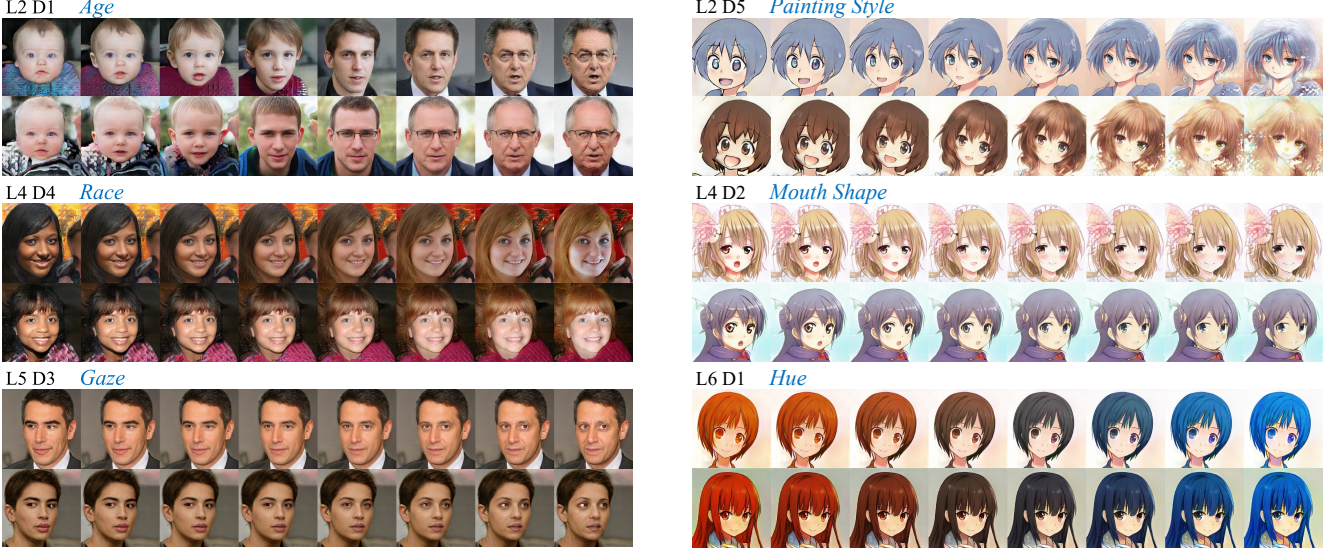 L2 D1 Age
L4 D4 Race
L5 D3 Gaze
L2 D5 Painting Style
L4 D2 Mouth Shape
L6 D1 Hue